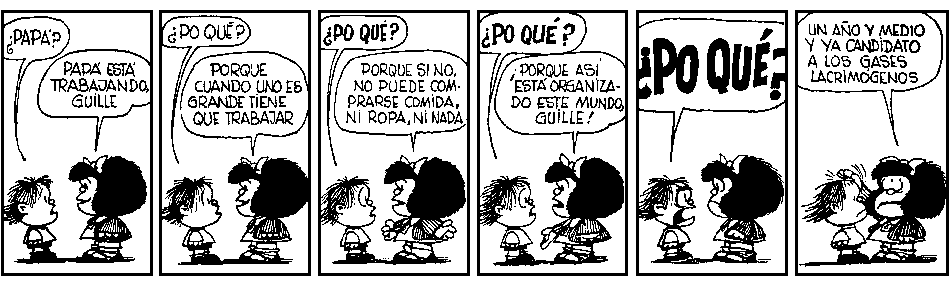 ¿PAPÁ?
PAPÁ ESTÁ
TRABAJANDO,
GUILLE
¿PO QUÉ?
PORQUE
CUANDO UNO ES
GRANDE TIENE
QUE TRABAJAR
¿PO QUÉ?
PORQUE SI NO,
NO PUEDE COM-
PRARSE COMIDA,
NI ROPA, NI NADA
¿PO QUÉ?
PORQUE ASÍ
ESTÁ ORGANIZA-
DO ESTE MUNDO,
GUILLE!
¿PO QUÉ?
UN AÑO Y MEDIO
Y YA CANDIDATO
A LOS GASES
LACRIMÓGENOS